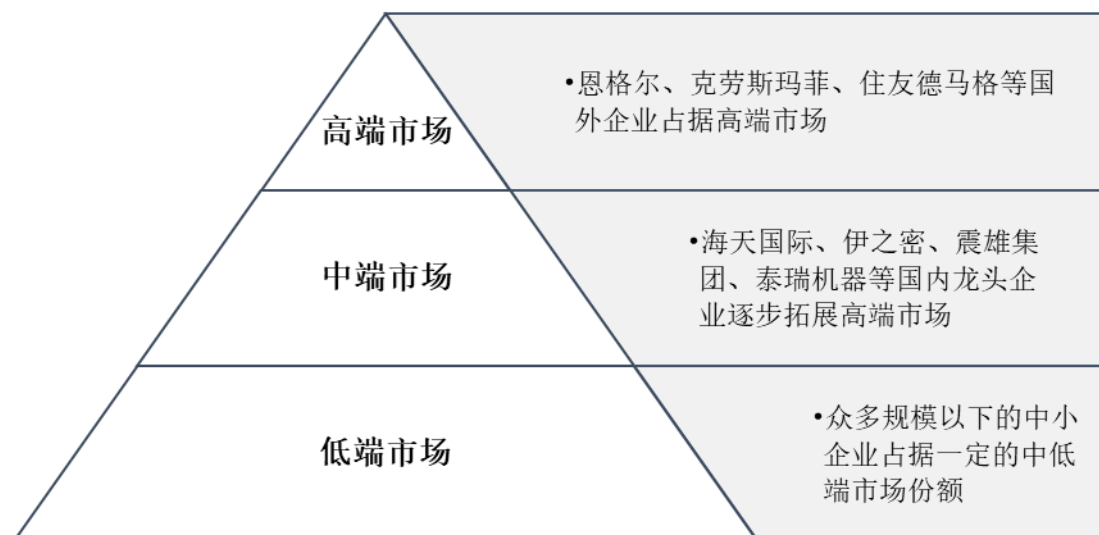 高端市场
•恩格尔、克劳斯玛菲、住友德马格等国
外企业占据高端市场
中端市场
•海天国际、伊之密、震雄集
团、泰瑞机器等国内龙头企
业逐步拓展高端市场
低端市场
•众多规模以下的中小
企业占据一定的中低
端市场份额